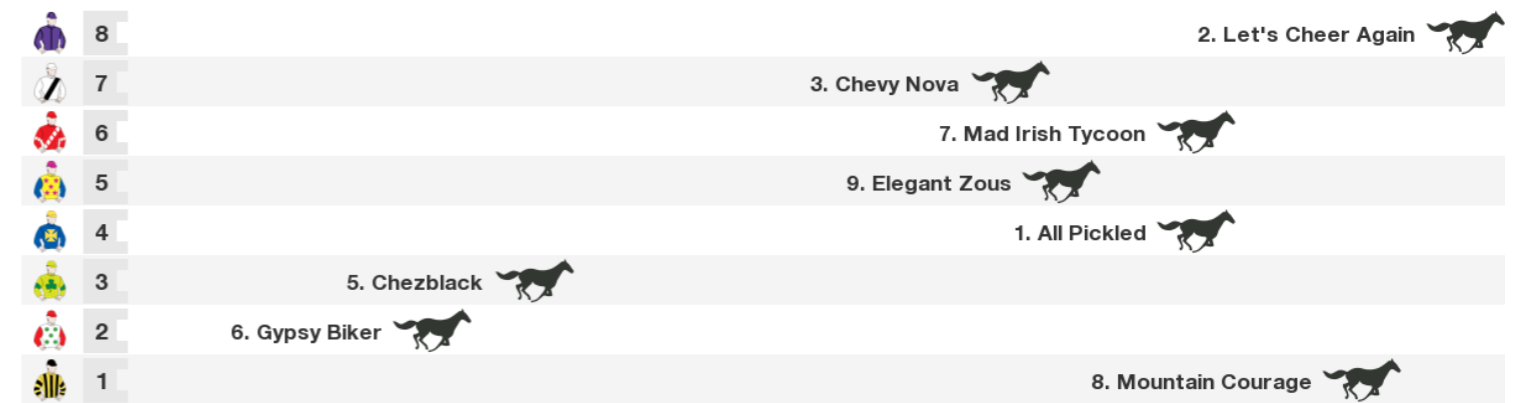 8 2. Let's Cheer Again
7 3. Chevy Nova
6 7. Mad Irish Tycoon
5 9. Elegant Zous
4 1. All Pickled
3 5. Chezblack
2 6. Gypsy Biker
1 8. Mountain Courage